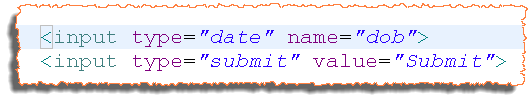 <input type="date" name="dob">
<input type="submit" value="Submit">